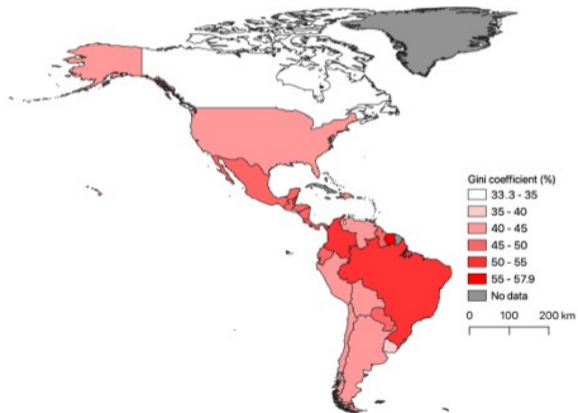 Gini coefficient (%)
33.3 - 35
35 - 40
40 - 45
45 - 50
50 - 55
55 - 57.9
No data
0 100 200 km